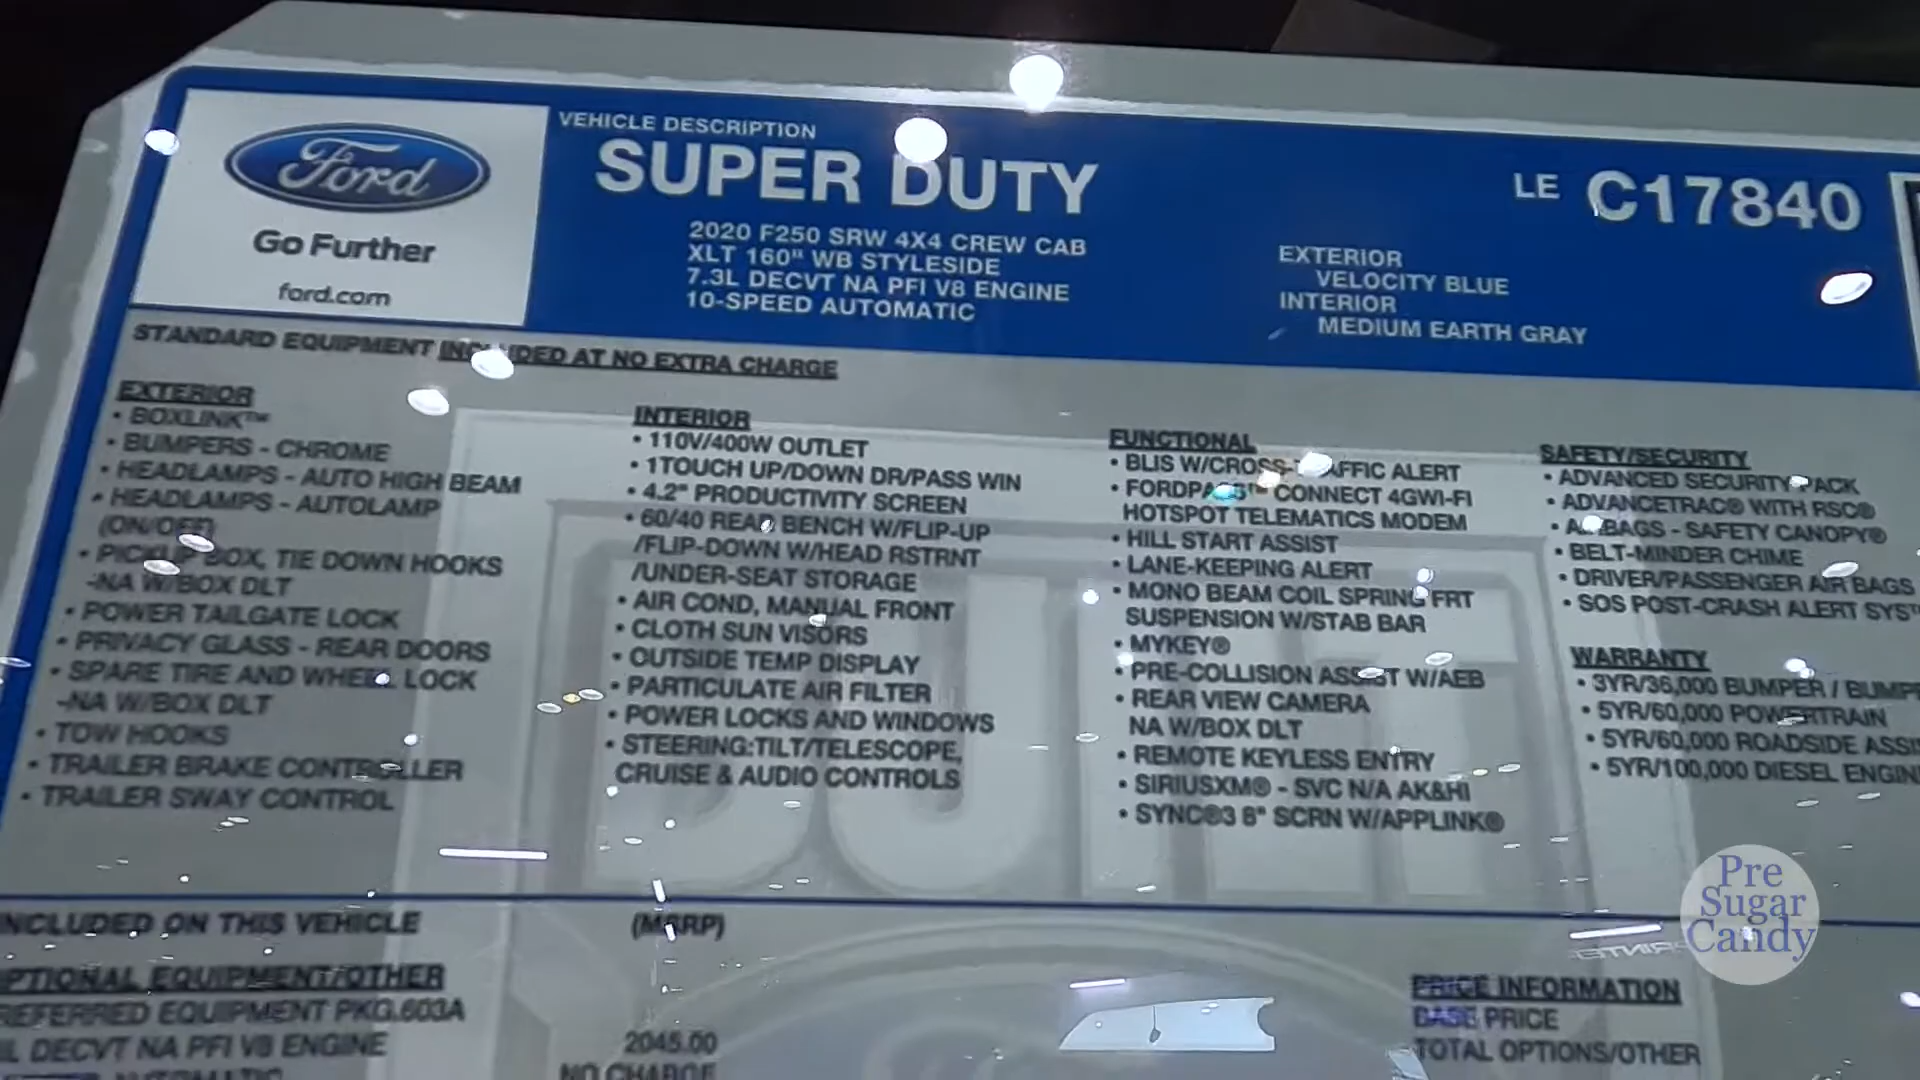 Ford
Go Further
ford.com
VEHICLE DESCRIPTION
SUPER DUTY
2020 F250 SRW 4X4 CREW CAB
XLT 160" WB STYLESIDE
7.3L DECVT NA PFI V8 ENGINE
10-SPEED AUTOMATIC
LE C17840
EXTERIOR
VELOCITY BLUE
INTERIOR
MEDIUM EARTH GRAY
STANDARD EQUIPMENT INCLUDED AT NO EXTRA CHARGE
EXTERIOR
• BOXLINK™
• BUMPERS - CHROME
• HEADLAMPS - AUTO HIGH BEAM
• HEADLAMPS - AUTOLAMP
(ON/OFF)
• PICKUP BOX, TIE DOWN HOOKS
-NA W/BOX DLT
• POWER TAILGATE LOCK
• PRIVACY GLASS - REAR DOORS
• SPARE TIRE AND WHEEL LOCK
-NA W/BOX DLT
• TOW HOOKS
• TRAILER BRAKE CONTROLLER
• TRAILER SWAY CONTROL
INTERIOR
• 110V/400W OUTLET
• 1TOUCH UP/DOWN DR/PASS WIN
• 4.2" PRODUCTIVITY SCREEN
• 60/40 REAR BENCH W/FLIP-UP
/FLIP-DOWN W/HEAD RSTRNT
/UNDER-SEAT STORAGE
• AIR COND, MANUAL FRONT
• CLOTH SUN VISORS
• OUTSIDE TEMP DISPLAY
• PARTICULATE AIR FILTER
• POWER LOCKS AND WINDOWS
• STEERING:TILT/TELESCOPE,
CRUISE & AUDIO CONTROLS
FUNCTIONAL
• BLIS W/CROSS-TRAFFIC ALERT
• FORDPASS™ CONNECT 4GWI-FI
HOTSPOT TELEMATICS MODEM
• HILL START ASSIST
• LANE-KEEPING ALERT
• MONO BEAM COIL SPRING FRT
SUSPENSION W/STAB BAR
• MYKEY®
• PRE-COLLISION ASSIST W/AEB
• REAR VIEW CAMERA
NA W/BOX DLT
• REMOTE KEYLESS ENTRY
• SIRIUSXM® - SVC N/A AK&HI
• SYNC®3 8" SCRN W/APPLINK®
SAFETY/SECURITY
• ADVANCED SECURITY PACK
• ADVANCETRAC® WITH RSC®
• AIRBAGS - SAFETY CANOPY®
• BELT-MINDER CHIME
• DRIVER/PASSENGER AIR BAGS
• SOS POST-CRASH ALERT SYS
WARRANTY
• 3YR/36,000 BUMPER / BUMP
• 5YR/60,000 POWERTRAIN
• 5YR/60,000 ROADSIDE ASSI
• 5YR/100,000 DIESEL ENGIN
BUILT
INCLUDED ON THIS VEHICLE
(MSRP)
OPTIONAL EQUIPMENT/OTHER
REFERRED EQUIPMENT PKG.603A
L DECVT NA PFI V8 ENGINE
2045.00
AUTOMATIC
NO CHARGE
PRICE INFORMATION
BASE PRICE
TOTAL OPTIONS/OTHER
Pre
Sugar
Candy